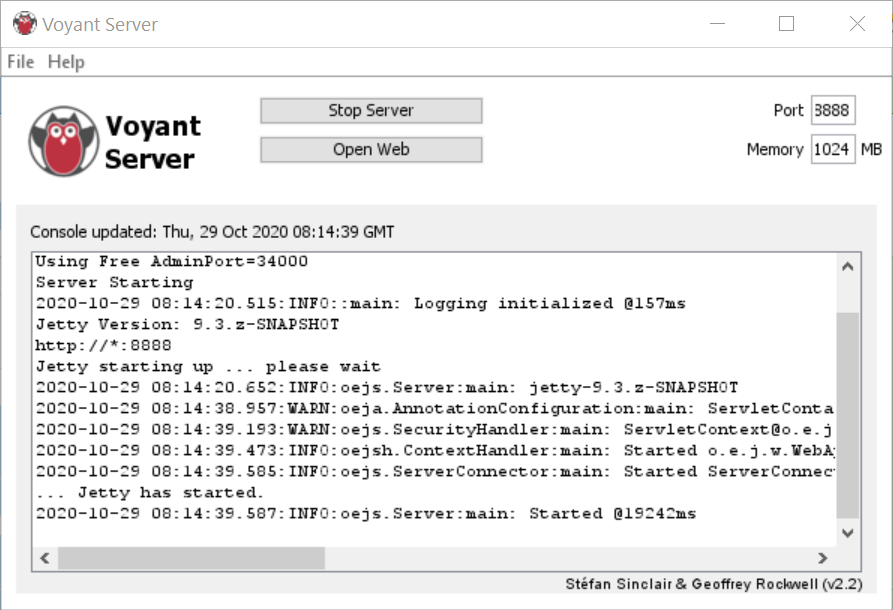 Voyant Server
File Help
Voyant
Server
Stop Server
Open Web
Port 8888
Memory 1024 MB
Console updated: Thu, 29 Oct 2020 08:14:39 GMT
Using Free AdminPort=34000
Server Starting
2020-10-29 08:14:20.515:INFO::main: Logging initialized @157ms
Jetty Version: 9.3.z-SNAPSHOT
http://*:8888
Jetty starting up ... please wait
2020-10-29 08:14:20.652:INFO:oejs.Server:main: jetty-9.3.z-SNAPSHOT
2020-10-29 08:14:38.957:WARN:oeja.AnnotationConfiguration:main: ServletConta
2020-10-29 08:14:39.193:WARN:oejs.SecurityHandler:main: ServletContext@o.e.j
2020-10-29 08:14:39.473:INFO:oejsh.ContextHandler:main: Started o.e.j.w.WebA
2020-10-29 08:14:39.585:INFO:oejs.ServerConnector:main: Started ServerConnec
... Jetty has started.
2020-10-29 08:14:39.587:INFO:oejs.Server:main: Started @19242ms
Stéfan Sinclair & Geoffrey Rockwell (v2.2)